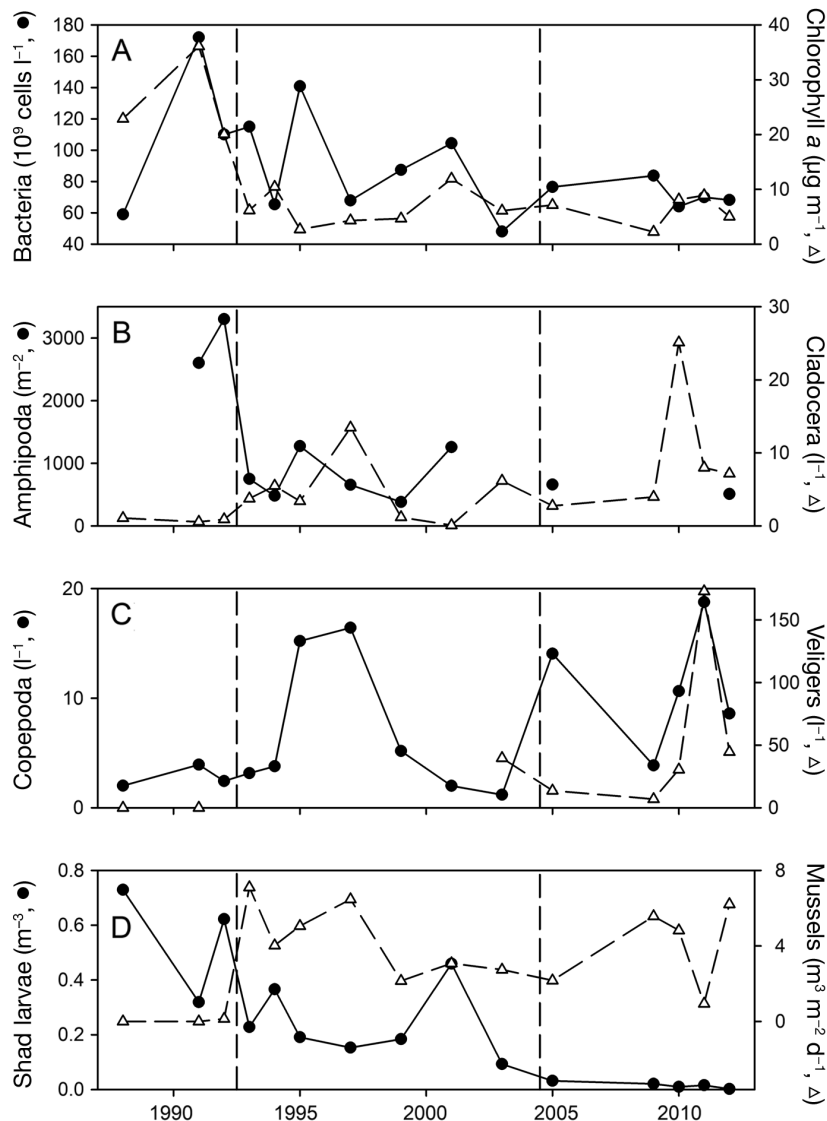 A
Bacteria (10⁹ cells l⁻¹, ●)
180
160
140
120
100
80
60
40
Chlorophyll a (µg m⁻¹, △)
40
30
20
10
0
B
Amphipoda (m⁻², ●)
3000
2000
1000
0
Cladocera (l⁻¹, △)
30
20
10
0
C
Copepoda (l⁻¹, ●)
20
10
0
Veligers (l⁻¹, △)
150
100
50
0
D
Shad larvae (m⁻³, ●)
0.8
0.6
0.4
0.2
0.0
Mussels (m³ m⁻² d⁻¹, △)
8
4
0
1990 1995 2000 2005 2010